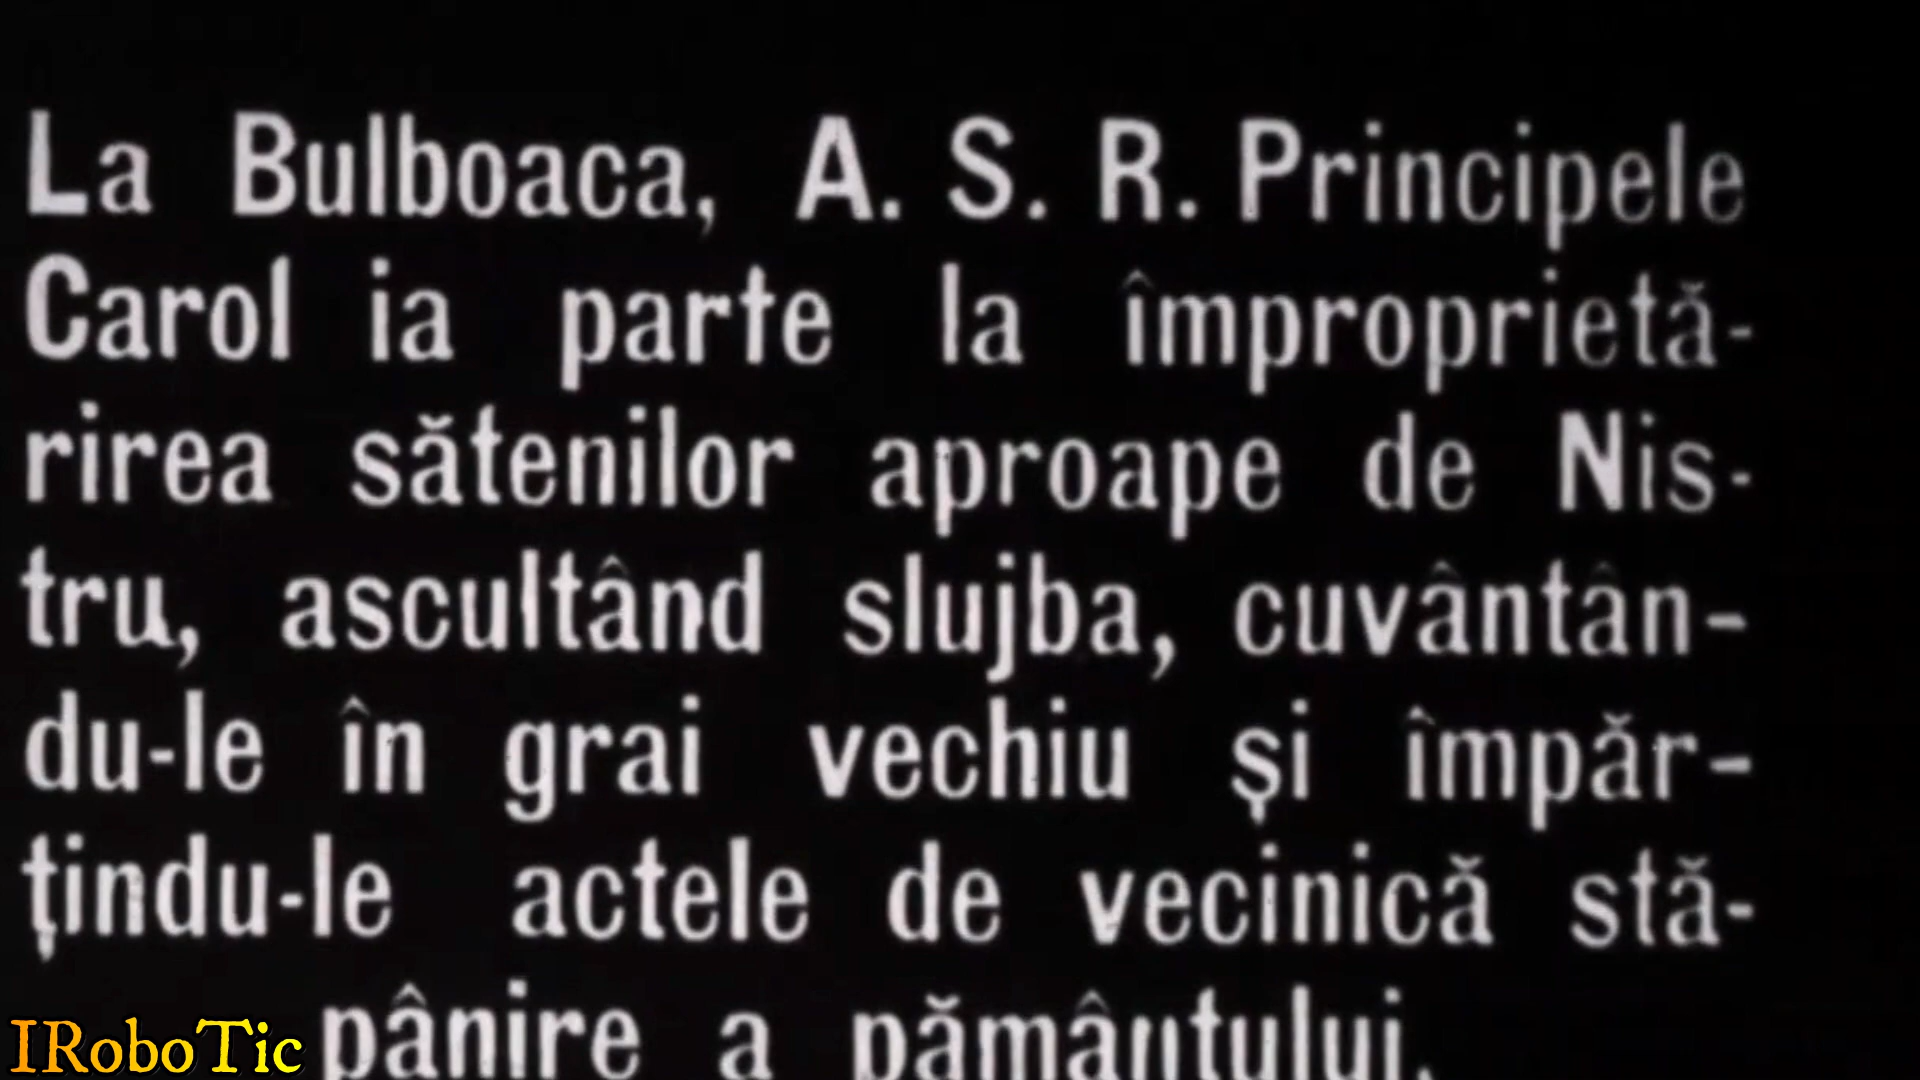 La Bulboaca, A. S. R. Principele
Carol ia parte la împroprietă-
rirea sătenilor aproape de Nis-
tru, ascultând slujba, cuvântân-
du-le în grai vechiu și împăr-
țindu-le actele de vecinică stă-
pânire a pământului.
IRoboTic